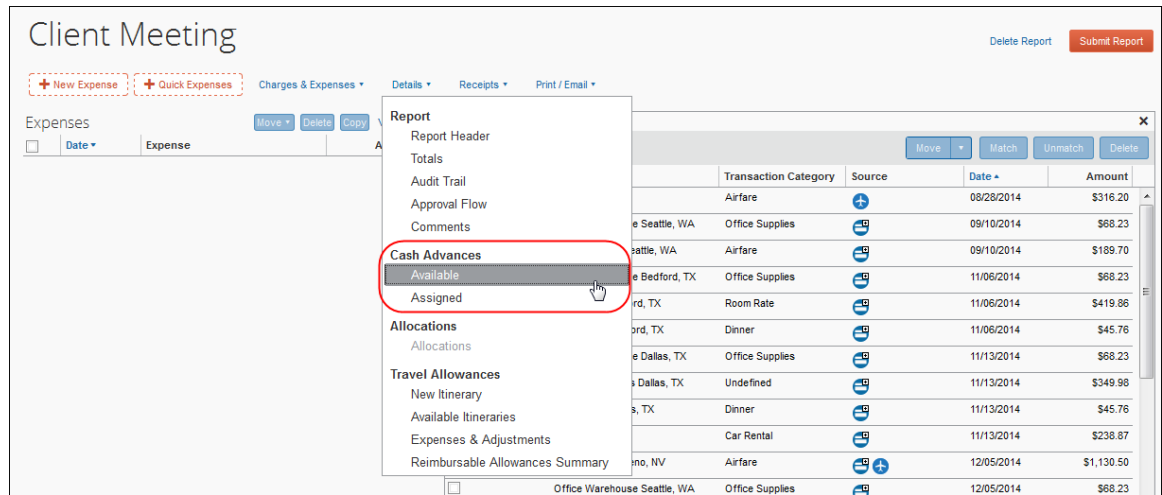 Client Meeting
Delete Report Submit Report
New Expense Quick Expenses Charges & Expenses Details Receipts Print / Email
Expenses Move Delete Copy
Date Expense
Move Match Unmatch Delete
Report
Report Header
Totals
Audit Trail
Approval Flow
Comments
Cash Advances
Available
Assigned
Allocations
Allocations
Travel Allowances
New Itinerary
Available Itineraries
Expenses & Adjustments
Reimbursable Allowances Summary
Transaction Category Source Date Amount
Airfare 08/28/2014 $316.20
Seattle, WA Office Supplies 09/10/2014 $68.23
WA Airfare 09/10/2014 $189.70
Bedford, TX Office Supplies 11/06/2014 $68.23
TX Room Rate 11/06/2014 $419.86
TX Dinner 11/06/2014 $45.76
Dallas, TX Office Supplies 11/13/2014 $68.23
Dallas, TX Undefined 11/13/2014 $349.98
TX Dinner 11/13/2014 $45.76
Car Rental 11/13/2014 $238.87
NV Airfare 12/05/2014 $1,130.50
Office Warehouse Seattle, WA Office Supplies 12/05/2014 $68.23